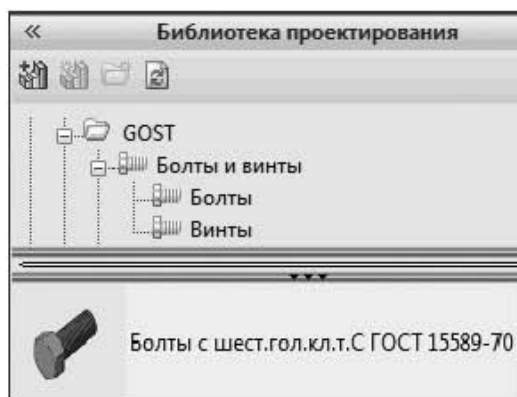 Библиотека проектирования
GOST
Болты и винты
Болты
Винты
Болты с шест.гол.кл.т.С ГОСТ 15589-70